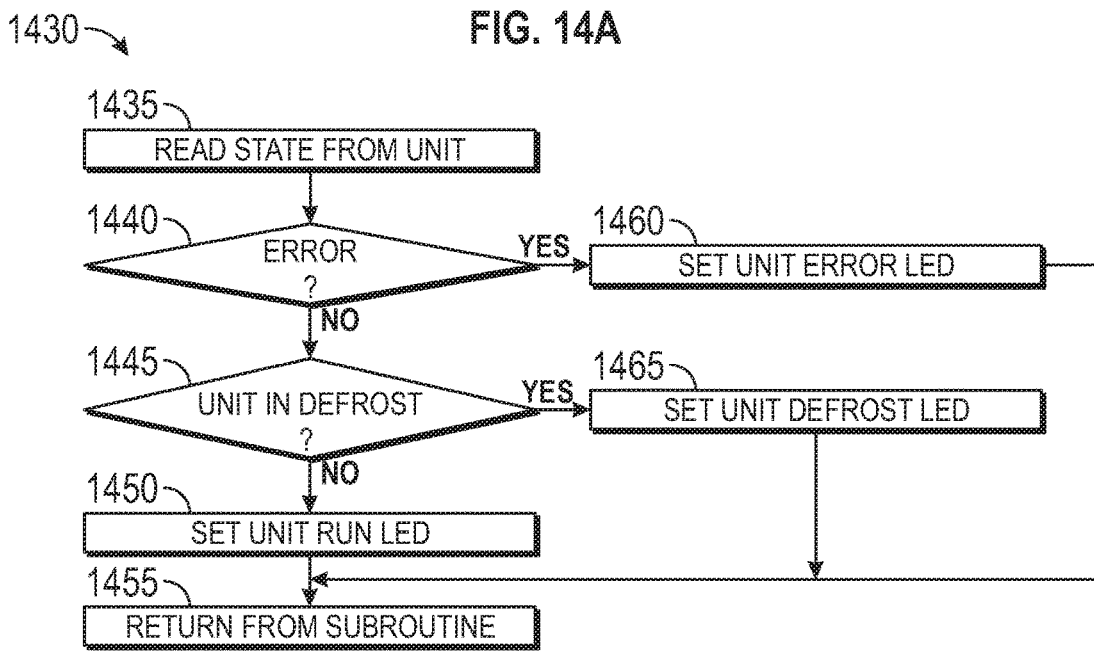 FIG. 14A
1430
1435
READ STATE FROM UNIT
1440
ERROR
?
YES
NO
1460
SET UNIT ERROR LED
1445
UNIT IN DEFROST
?
YES
NO
1465
SET UNIT DEFROST LED
1450
SET UNIT RUN LED
1455
RETURN FROM SUBROUTINE